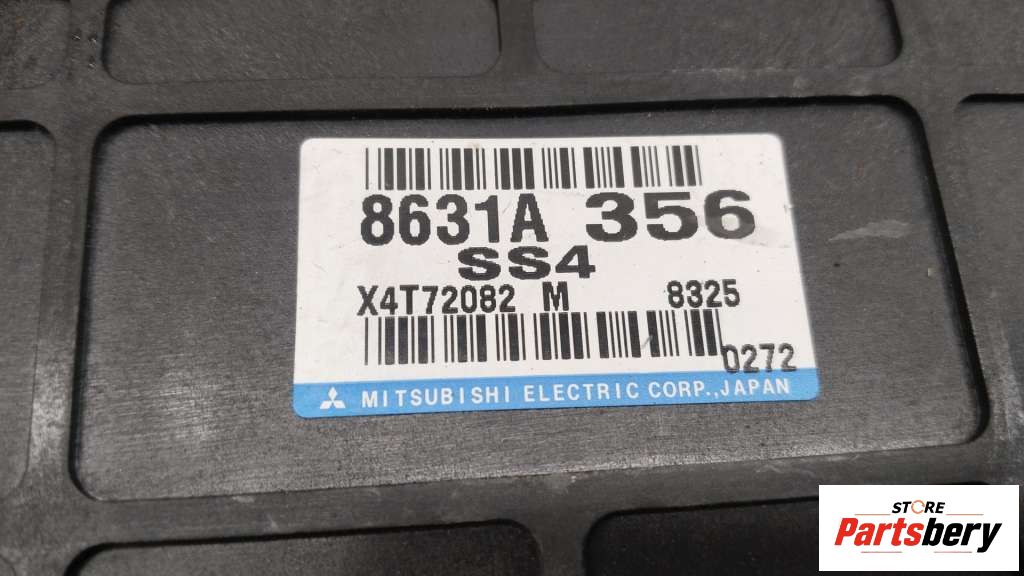 8631A 356
SS4
X4T72082 M 8325
0272
MITSUBISHI ELECTRIC CORP.,JAPAN
STORE
Partsbery